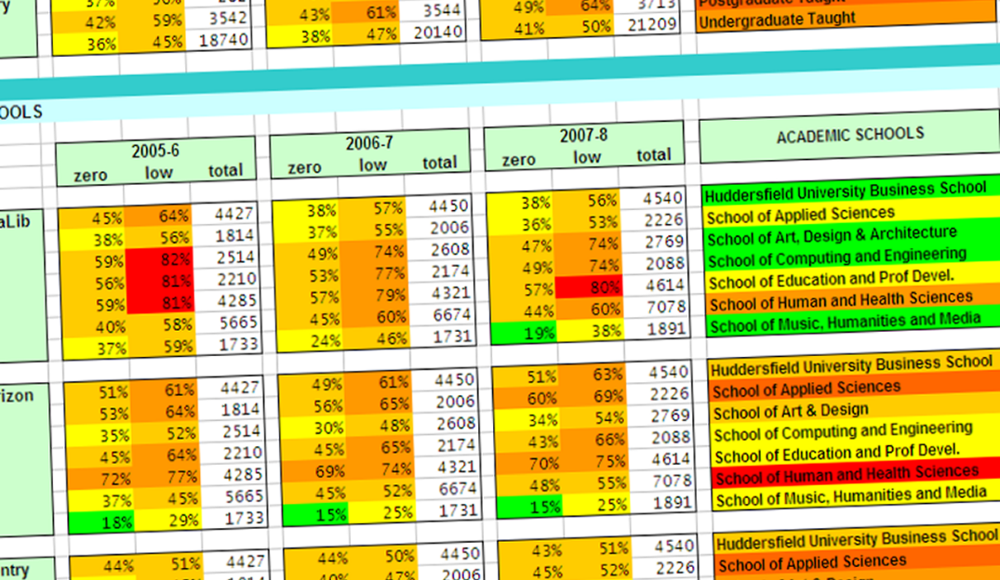 42% 59% 3542 43% 61% 3544 49% 64% 3713 Postgraduate Taught
36% 45% 18740 38% 47% 20140 41% 50% 21209 Undergraduate Taught
OOLS
2005-6 2006-7 2007-8 ACADEMIC SCHOOLS
zero low total zero low total zero low total
aLib 45% 64% 4427 38% 57% 4450 38% 56% 4540 Huddersfield University Business School
38% 56% 1814 37% 55% 2006 36% 53% 2226 School of Applied Sciences
59% 82% 2514 49% 74% 2608 47% 74% 2769 School of Art, Design & Architecture
56% 81% 2210 53% 77% 2174 49% 74% 2088 School of Computing and Engineering
59% 81% 4285 57% 79% 4321 57% 80% 4614 School of Education and Prof Devel.
40% 58% 5665 45% 60% 6674 44% 60% 7078 School of Human and Health Sciences
37% 59% 1733 24% 46% 1731 19% 38% 1891 School of Music, Humanities and Media
rizon 51% 61% 4427 49% 61% 4450 51% 63% 4540 Huddersfield University Business School
53% 64% 1814 56% 65% 2006 60% 69% 2226 School of Applied Sciences
35% 52% 2514 30% 48% 2608 34% 54% 2769 School of Art & Design
45% 64% 2210 45% 65% 2174 43% 66% 2088 School of Computing and Engineering
72% 77% 4285 69% 74% 4321 70% 75% 4614 School of Education and Prof Devel.
37% 45% 5665 45% 52% 6674 48% 55% 7078 School of Human and Health Sciences
18% 29% 1733 15% 25% 1731 15% 25% 1891 School of Music, Humanities and Media
ntry 44% 51% 4427 44% 50% 4450 43% 51% 4540 Huddersfield University Business School
2006 45% 52% 2226 School of Applied Sciences